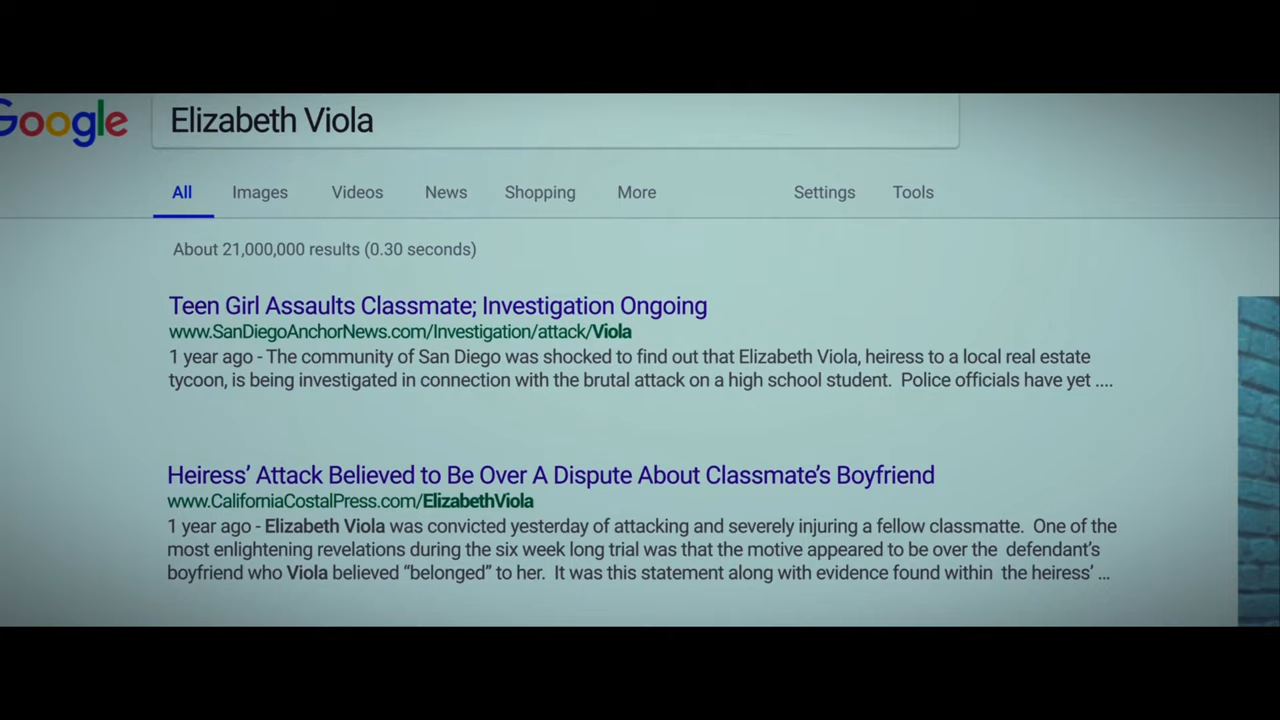 Google
Elizabeth Viola
All Images Videos News Shopping More Settings Tools
About 21,000,000 results (0.30 seconds)
Teen Girl Assaults Classmate; Investigation Ongoing
www.SanDiegoAnchorNews.com/Investigation/attack/Viola
1 year ago - The community of San Diego was shocked to find out that Elizabeth Viola, heiress to a local real estate
tycoon, is being investigated in connection with the brutal attack on a high school student. Police officials have yet ....
Heiress’ Attack Believed to Be Over A Dispute About Classmate’s Boyfriend
www.CaliforniaCostalPress.com/ElizabethViola
1 year ago - Elizabeth Viola was convicted yesterday of attacking and severely injuring a fellow classmatte. One of the
most enlightening revelations during the six week long trial was that the motive appeared to be over the defendant’s
boyfriend who Viola believed “belonged” to her. It was this statement along with evidence found within the heiress’ ...